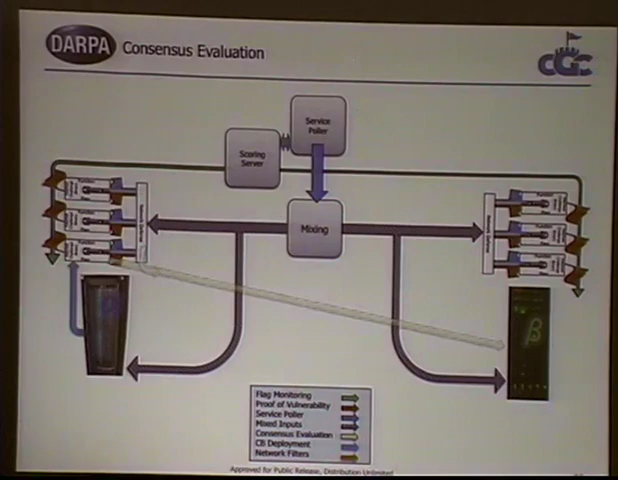 DARPA
Consensus Evaluation
CGC
Service
Poller
Scoring
Server
Mixing
β
Flag Monitoring
Proof of Vulnerability
Service Poller
Mixed Inputs
Consensus Evaluation
CB Deployment
Network Filters
Approved for Public Release, Distribution Unlimited